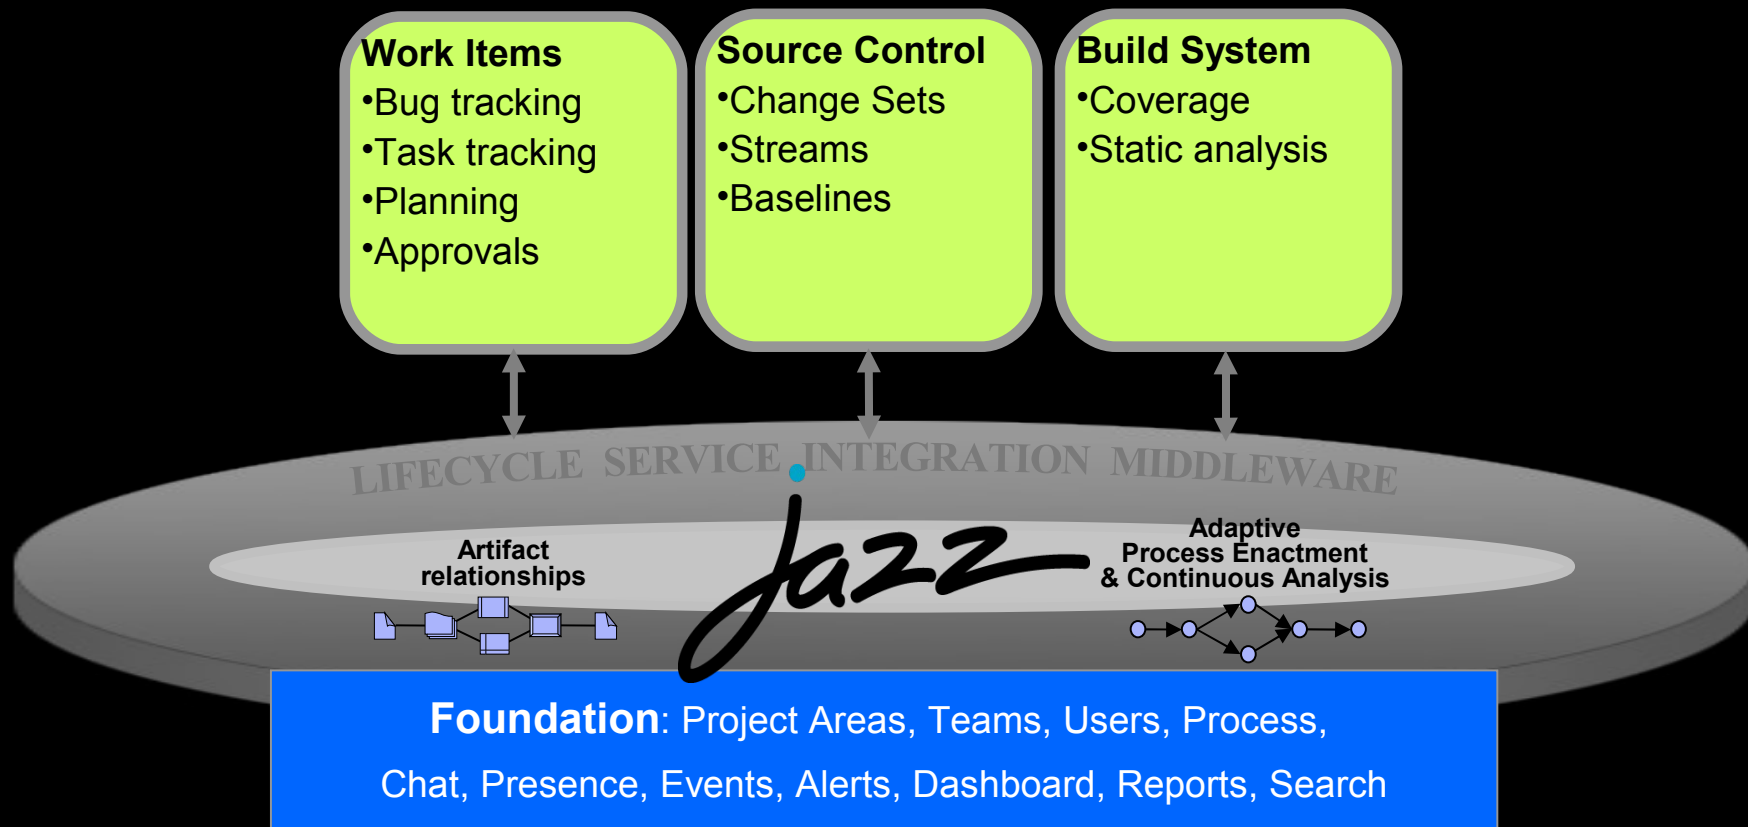 Work Items
•Bug tracking
•Task tracking
•Planning
•Approvals
Source Control
•Change Sets
•Streams
•Baselines
Build System
•Coverage
•Static analysis
LIFECYCLE SERVICE INTEGRATION MIDDLEWARE
Artifact
relationships
jazz
Adaptive
Process Enactment
& Continuous Analysis
Foundation: Project Areas, Teams, Users, Process,
Chat, Presence, Events, Alerts, Dashboard, Reports, Search